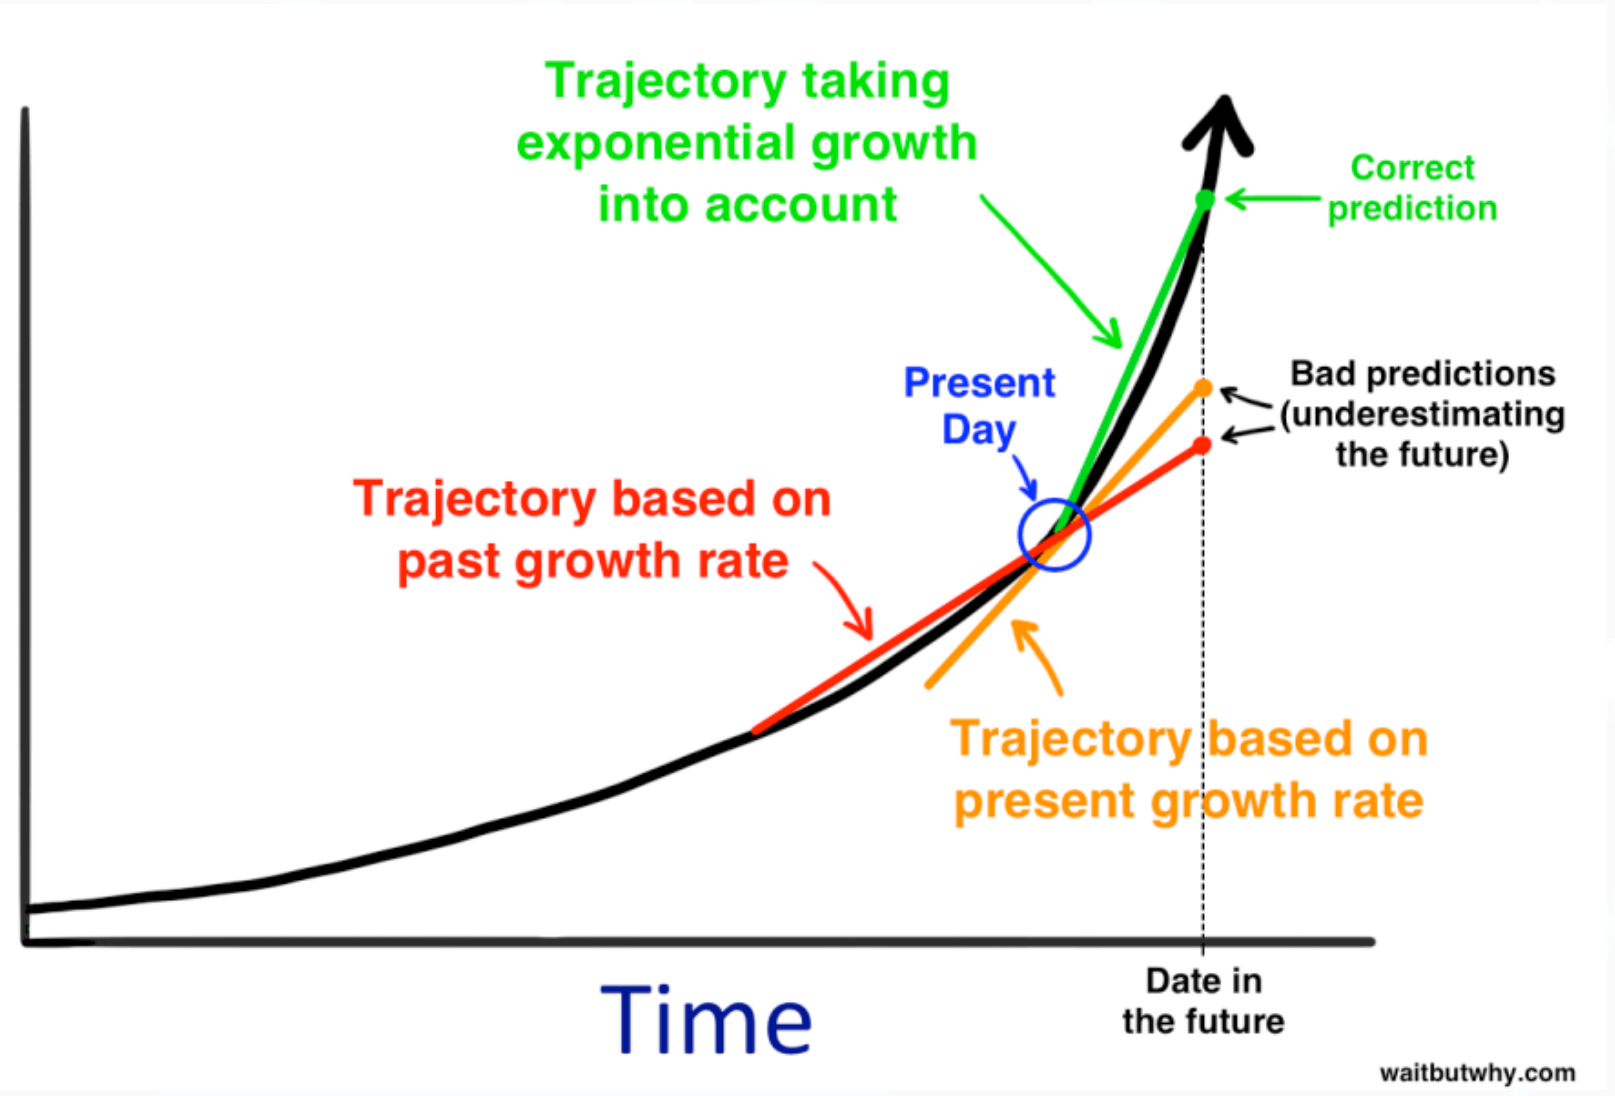 Trajectory taking
exponential growth
into account
Correct
prediction
Present
Day
Bad predictions
(underestimating
the future)
Trajectory based on
past growth rate
Trajectory based on
present growth rate
Time
Date in
the future
waitbutwhy.com